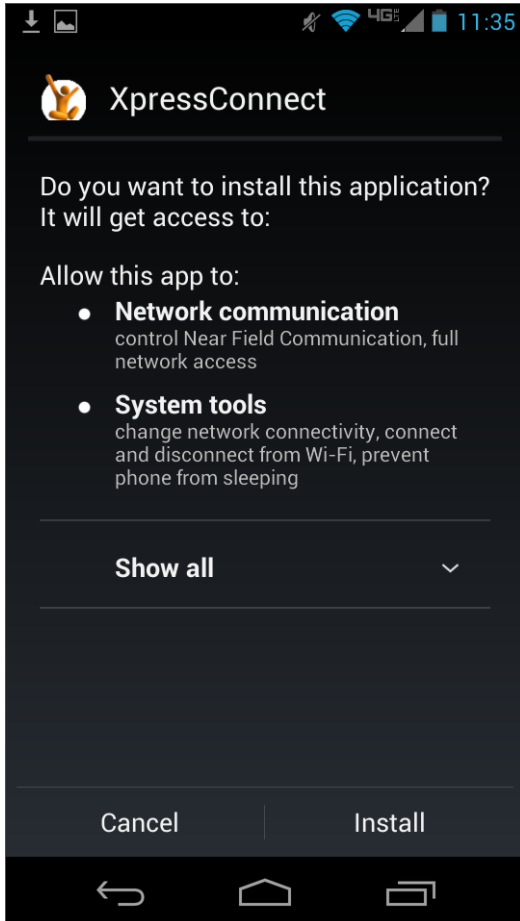 4G 11:35
XpressConnect
Do you want to install this application?
It will get access to:
Allow this app to:
● Network communication
control Near Field Communication, full
network access
● System tools
change network connectivity, connect
and disconnect from Wi-Fi, prevent
phone from sleeping
Show all
Cancel Install